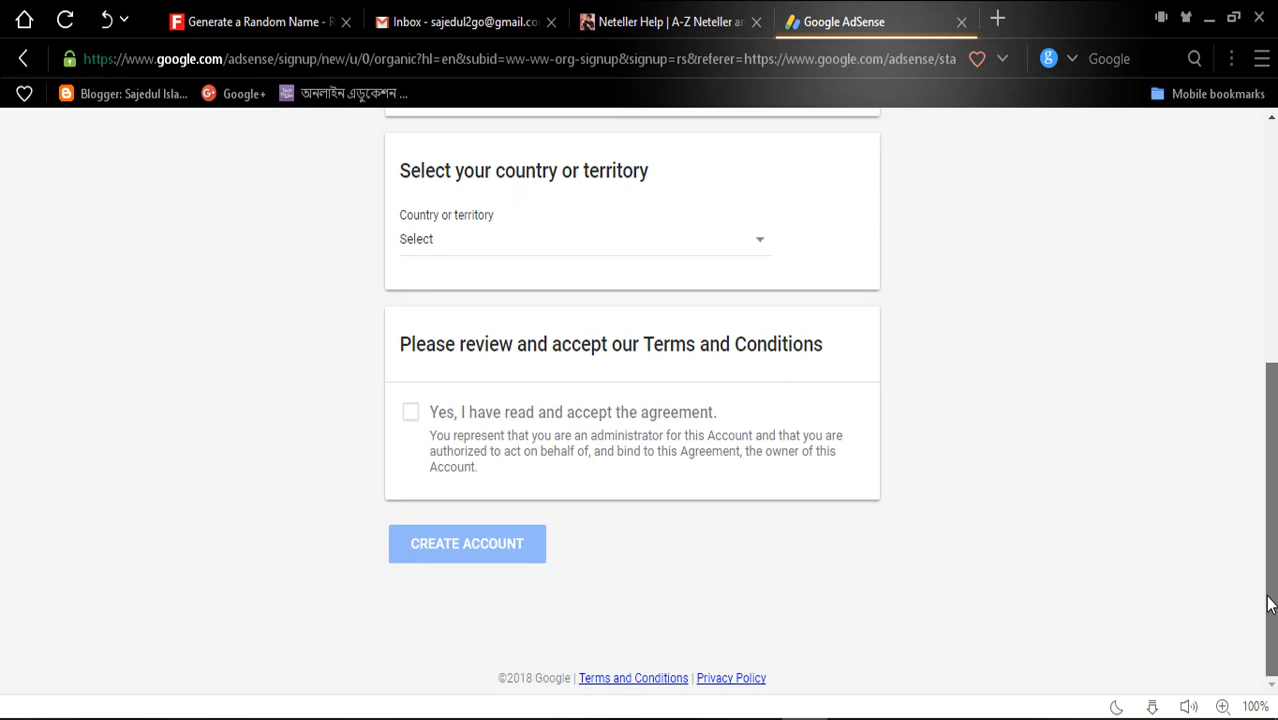 Generate a Random Name - R
Inbox - sajedul2go@gmail.co
Neteller Help | A-Z Neteller an
Google AdSense
https://www.google.com/adsense/signup/new/u/0/organic?hl=en&subid=ww-ww-org-signup&signup=rs&referer=https://www.google.com/adsense/sta
g
Google
Blogger: Sajedul Isla...
G+ Google+
অনলাইন এডুকেশন ...
Mobile bookmarks
Select your country or territory
Country or territory
Select
Please review and accept our Terms and Conditions
Yes, I have read and accept the agreement.
You represent that you are an administrator for this Account and that you are
authorized to act on behalf of, and bind to this Agreement, the owner of this
Account.
CREATE ACCOUNT
©2018 Google | Terms and Conditions | Privacy Policy
100%